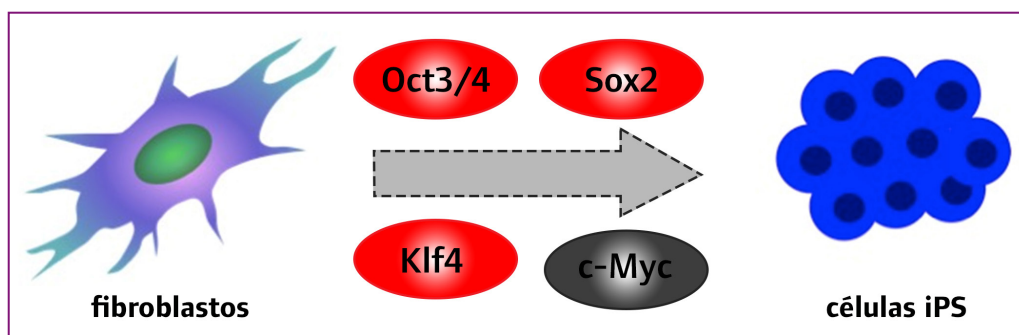 Oct3/4
Sox2
Klf4
c-Myc
fibroblastos
células iPS